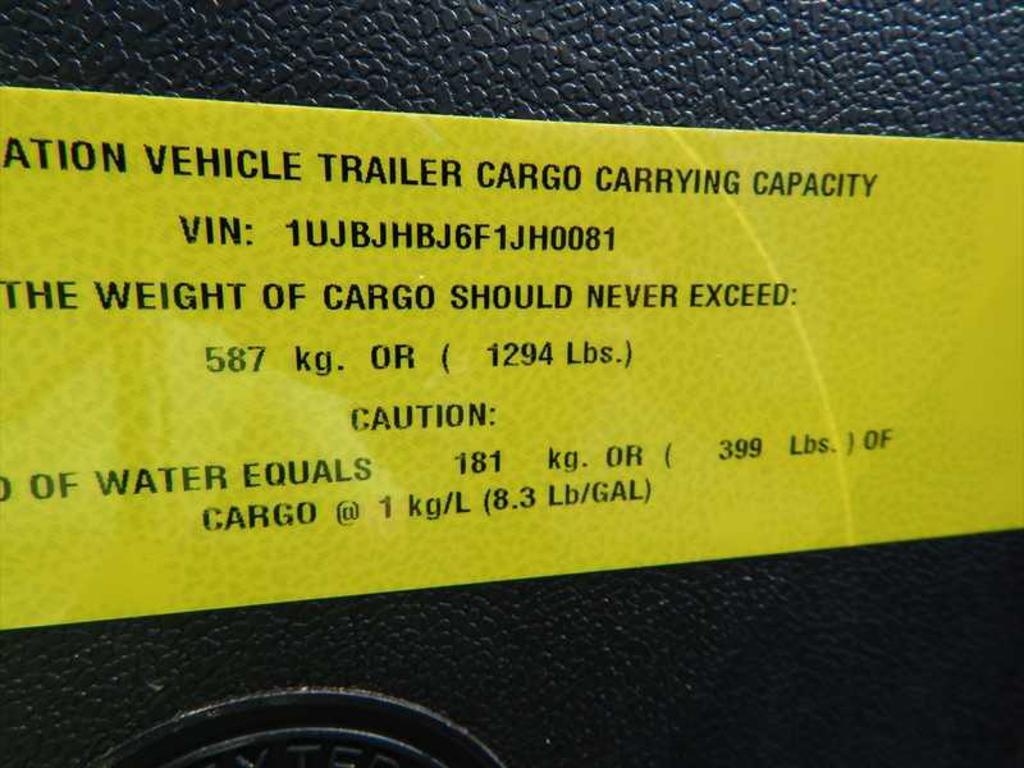 ATION VEHICLE TRAILER CARGO CARRYING CAPACITY
VIN: 1UJBJHBJ6F1JH0081
THE WEIGHT OF CARGO SHOULD NEVER EXCEED:
587 kg. OR ( 1294 Lbs.)
CAUTION:
OF WATER EQUALS 181 kg. OR ( 399 Lbs. ) OF
CARGO @ 1 kg/L (8.3 Lb/GAL)